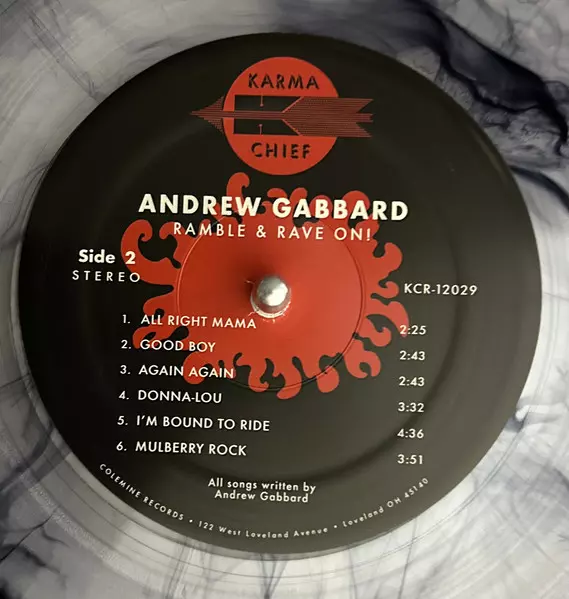 KARMA
CHIEF
ANDREW GABBARD
RAMBLE & RAVE ON!
Side 2
STEREO
KCR-12029
1. ALL RIGHT MAMA 2:25
2. GOOD BOY 2:43
3. AGAIN AGAIN 2:43
4. DONNA-LOU 3:32
5. I'M BOUND TO RIDE 4:36
6. MULBERRY ROCK 3:51
All songs written by
Andrew Gabbard
COLEMINE RECORDS • 122 West Loveland Avenue • Loveland OH 45140